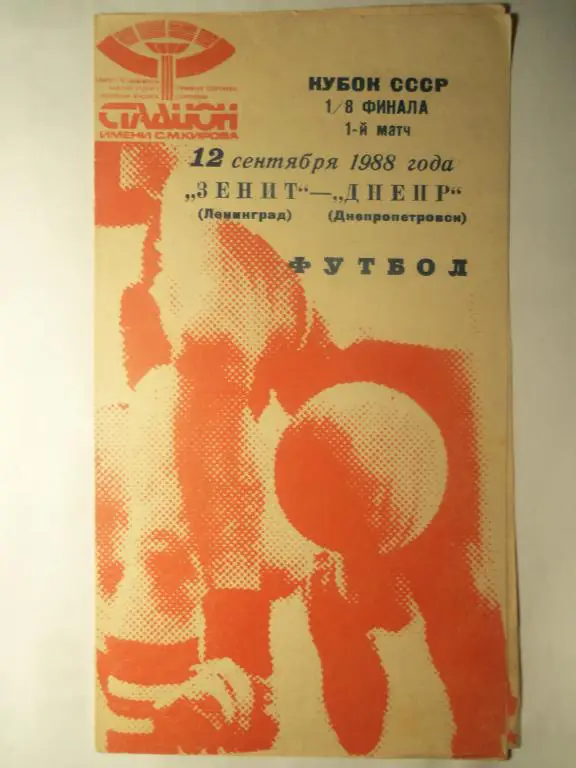 СТАДИОН
ИМЕНИ С.М.КИРОВА
КУБОК СССР
1/8 ФИНАЛА
1-й матч
12 сентября 1988 года
„ЗЕНИТ“—„ДНЕПР“
(Ленинград) (Днепропетровск)
ФУТБОЛ